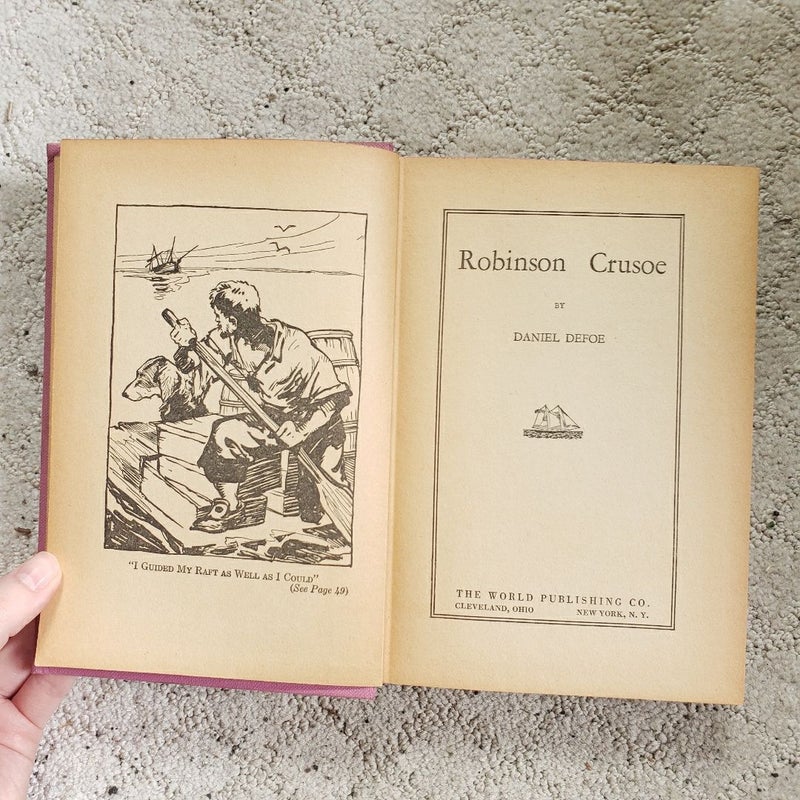 "I Guided My Raft as Well as I Could"
(See Page 49)
Robinson Crusoe
BY
DANIEL DEFOE
THE WORLD PUBLISHING CO.
CLEVELAND, OHIO NEW YORK, N. Y.